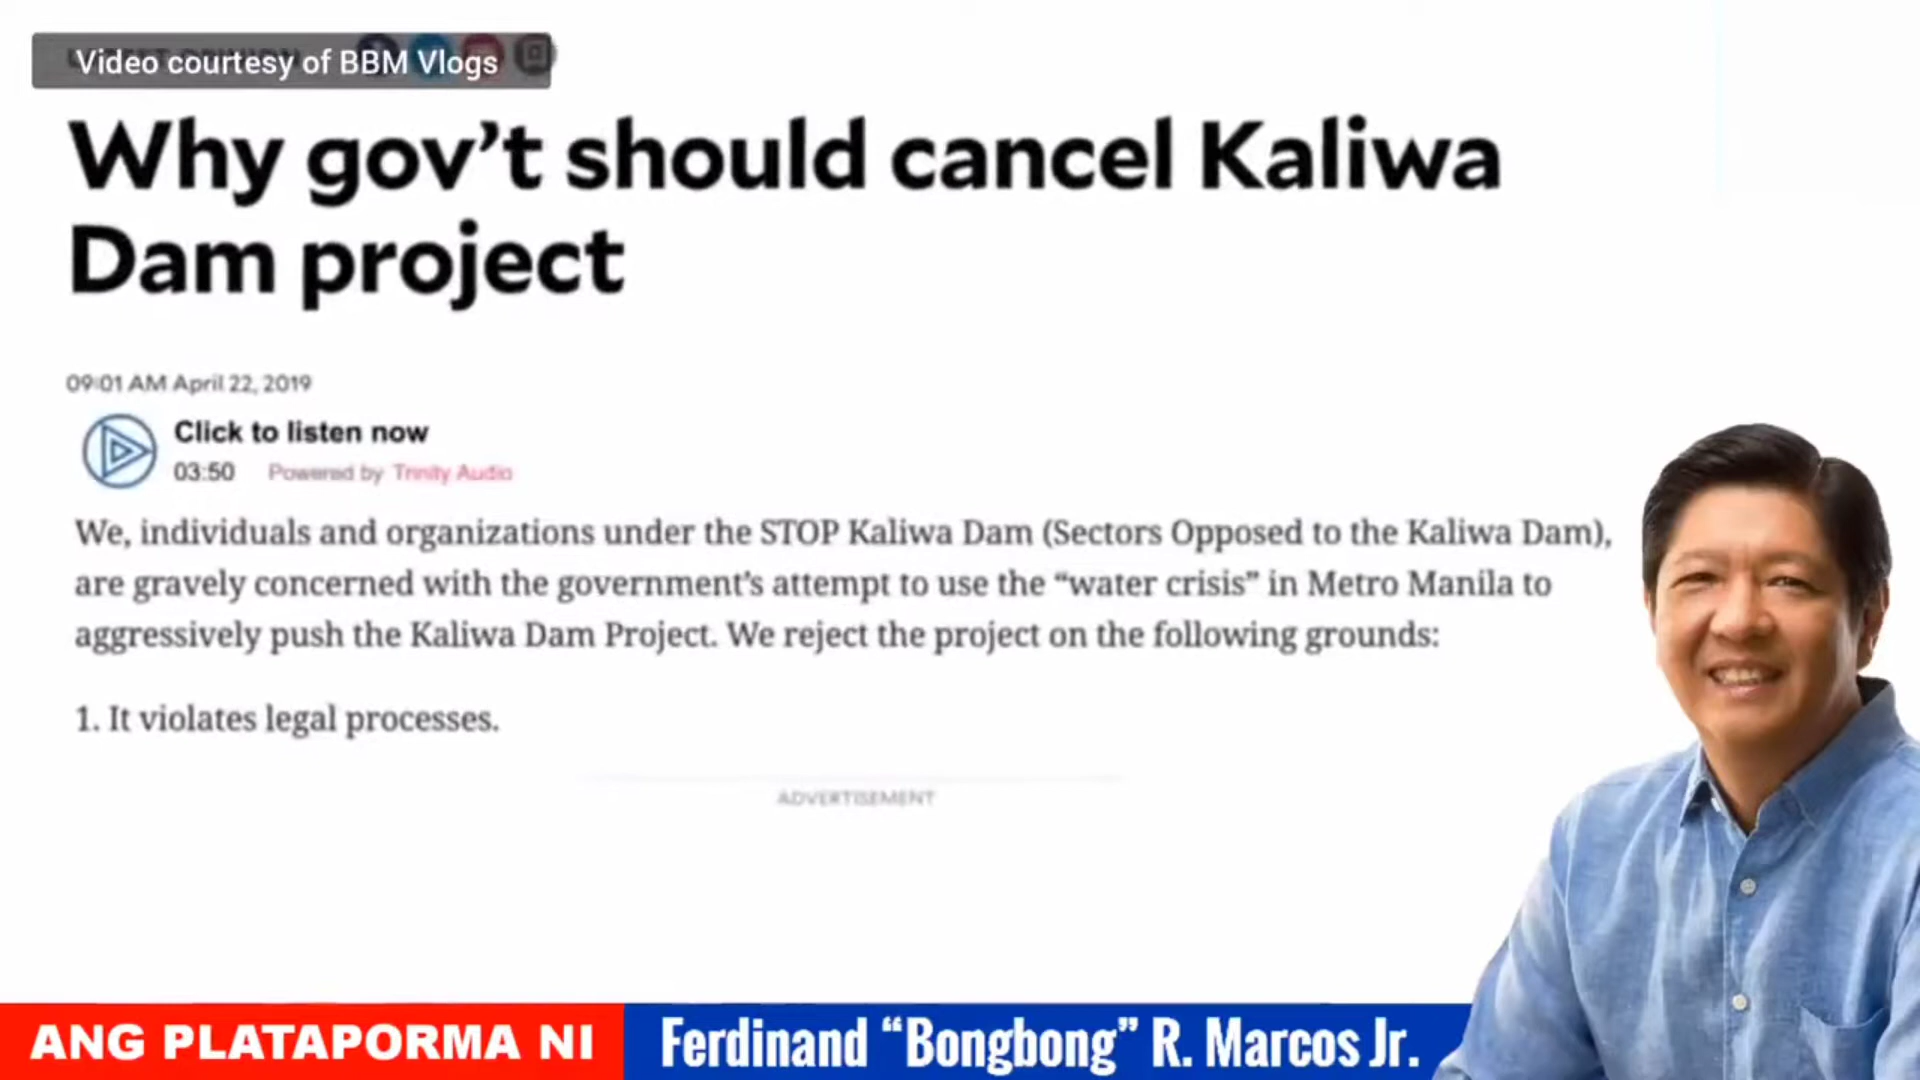 Video courtesy of BBM Vlogs
Why gov’t should cancel Kaliwa
Dam project
09:01 AM April 22, 2019
Click to listen now
03:50 Powered by Trinity Audio
We, individuals and organizations under the STOP Kaliwa Dam (Sectors Opposed to the Kaliwa Dam),
are gravely concerned with the government’s attempt to use the “water crisis” in Metro Manila to
aggressively push the Kaliwa Dam Project. We reject the project on the following grounds:
1. It violates legal processes.
ADVERTISEMENT
ANG PLATAPORMA NI Ferdinand “Bongbong” R. Marcos Jr.